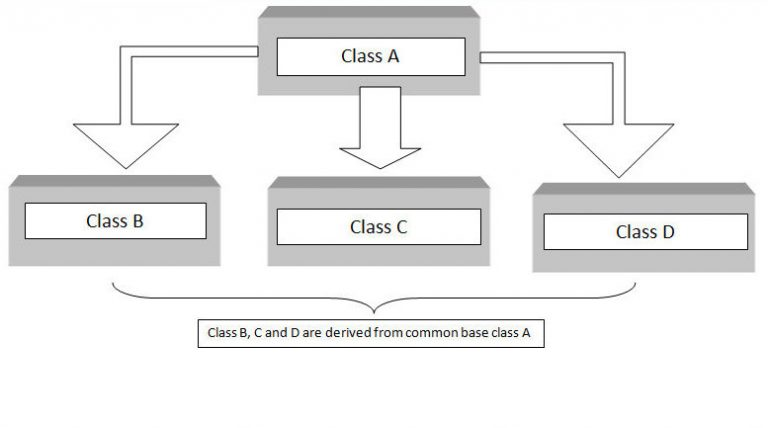 Class A
Class B
Class C
Class D
Class B, C and D are derived from common base class A